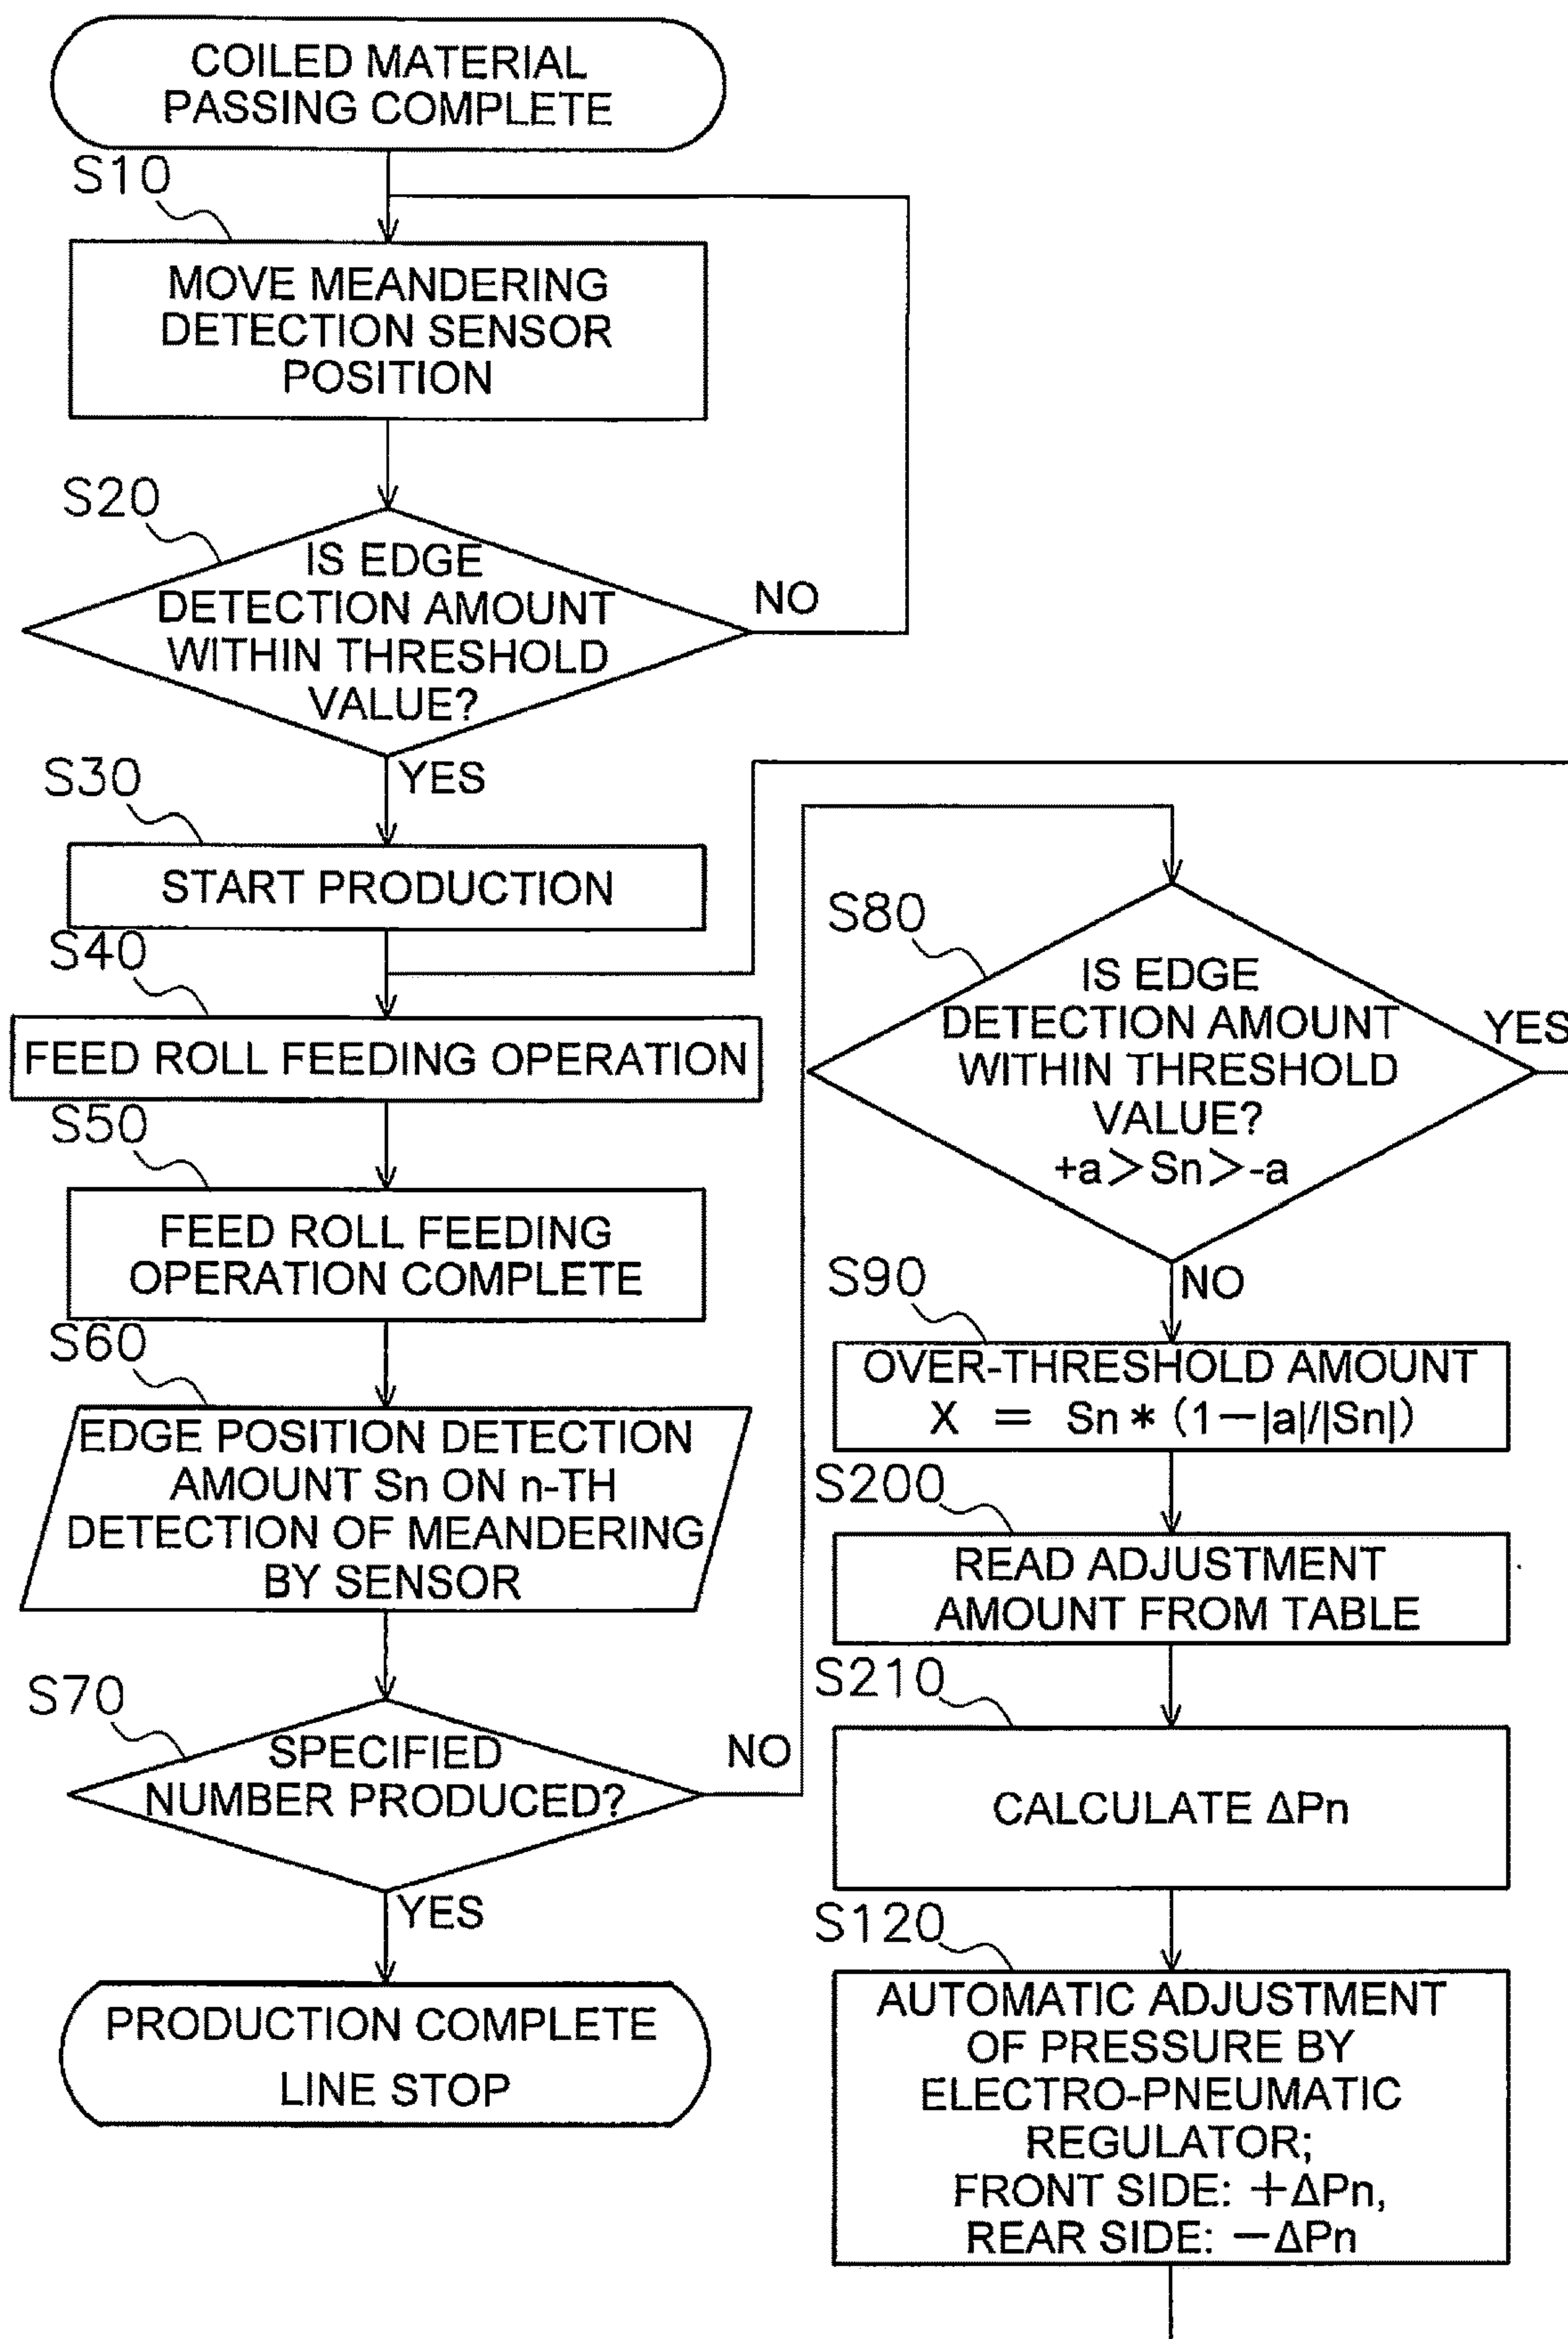 COILED MATERIAL
PASSING COMPLETE
S10
MOVE MEANDERING
DETECTION SENSOR
POSITION
S20
IS EDGE
DETECTION AMOUNT
WITHIN THRESHOLD
VALUE?
NO
YES
S30
START PRODUCTION
S40
FEED ROLL FEEDING OPERATION
S50
FEED ROLL FEEDING
OPERATION COMPLETE
S60
EDGE POSITION DETECTION
AMOUNT Sn ON n-TH
DETECTION OF MEANDERING
BY SENSOR
S70
SPECIFIED
NUMBER PRODUCED?
NO
YES
PRODUCTION COMPLETE
LINE STOP
S80
IS EDGE
DETECTION AMOUNT
WITHIN THRESHOLD
VALUE?
+a>Sn>-a
YES
NO
S90
OVER-THRESHOLD AMOUNT
X = Sn*(1—|a|/|Sn|)
S200
READ ADJUSTMENT
AMOUNT FROM TABLE
S210
CALCULATE ΔPn
S120
AUTOMATIC ADJUSTMENT
OF PRESSURE BY
ELECTRO-PNEUMATIC
REGULATOR;
FRONT SIDE: +ΔPn,
REAR SIDE: —ΔPn